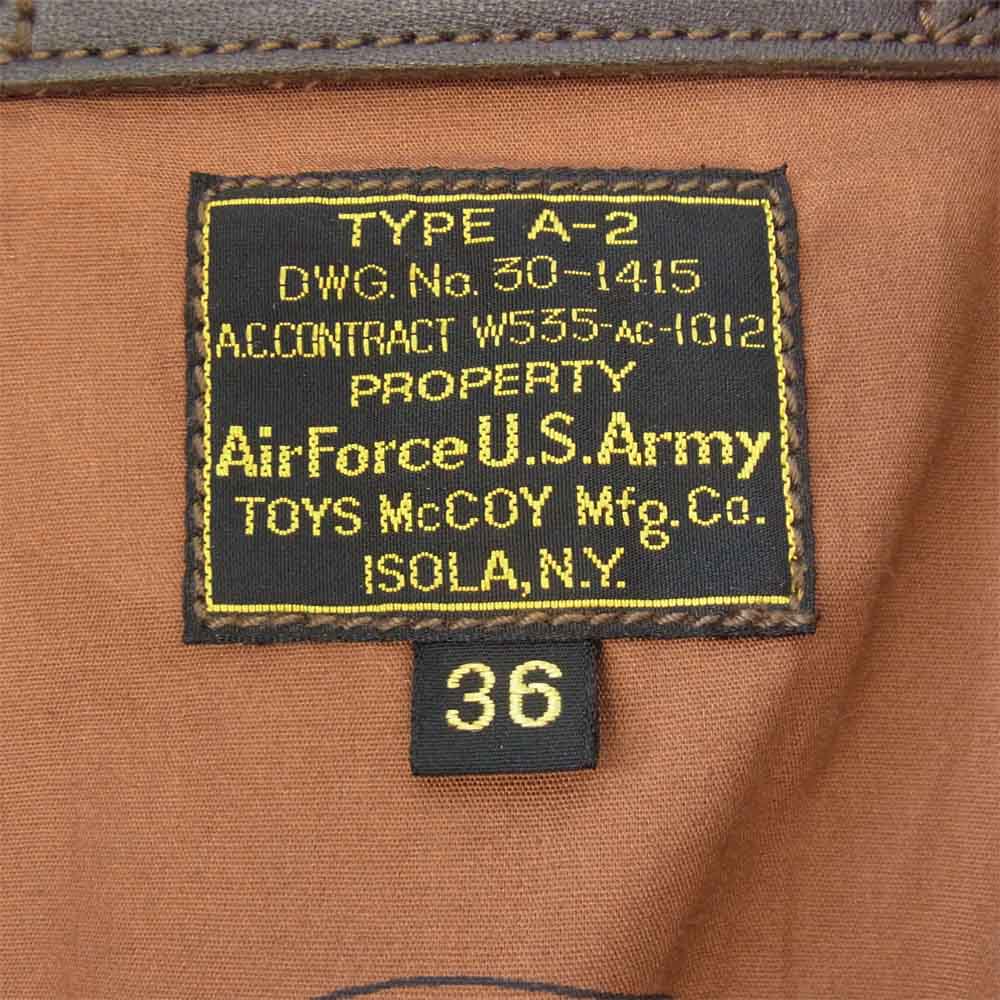 TYPE A-2
DWG. No. 30-1415
A.C.CONTRACT W535-AC-1012
PROPERTY
AirForce U.S.Army
TOYS McCOY Mfg.Co.
ISOLA, N.Y.
36